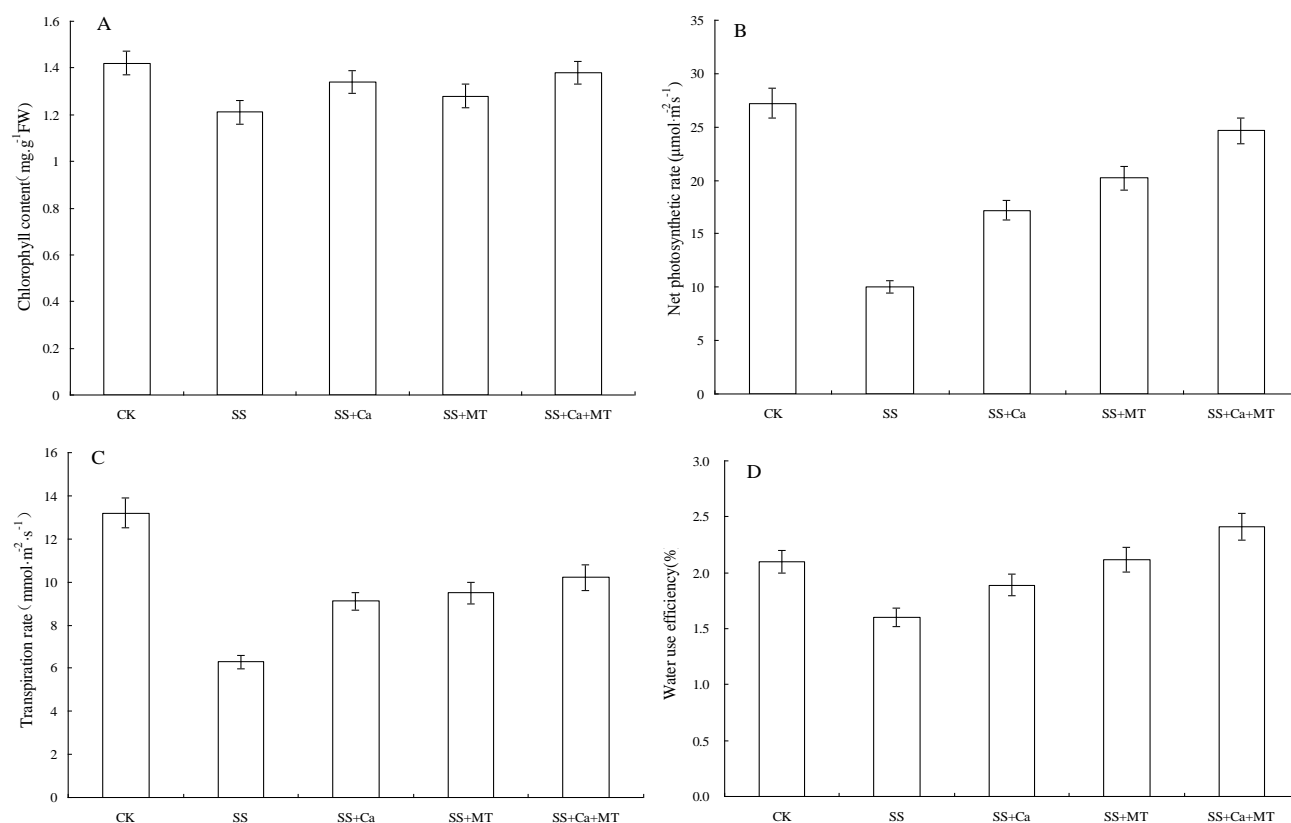 A
Chlorophyll content( mg.g-1FW)
1.6
1.4
1.2
1
0.8
0.6
0.4
0.2
0
CK SS SS+Ca SS+MT SS+Ca+MT
B
Net photosynthetic rate (μmol·m-2s-1)
35
30
25
20
15
10
5
0
CK SS SS+Ca SS+MT SS+Ca+MT
C
Transpiration rate ( mmol·m-2·s-1)
16
14
12
10
8
6
4
2
0
CK SS SS+Ca SS+MT SS+Ca+MT
D
Water use efficiency(%
3.0
2.5
2.0
1.5
1.0
0.5
0.0
CK SS SS+Ca SS+MT SS+Ca+MT